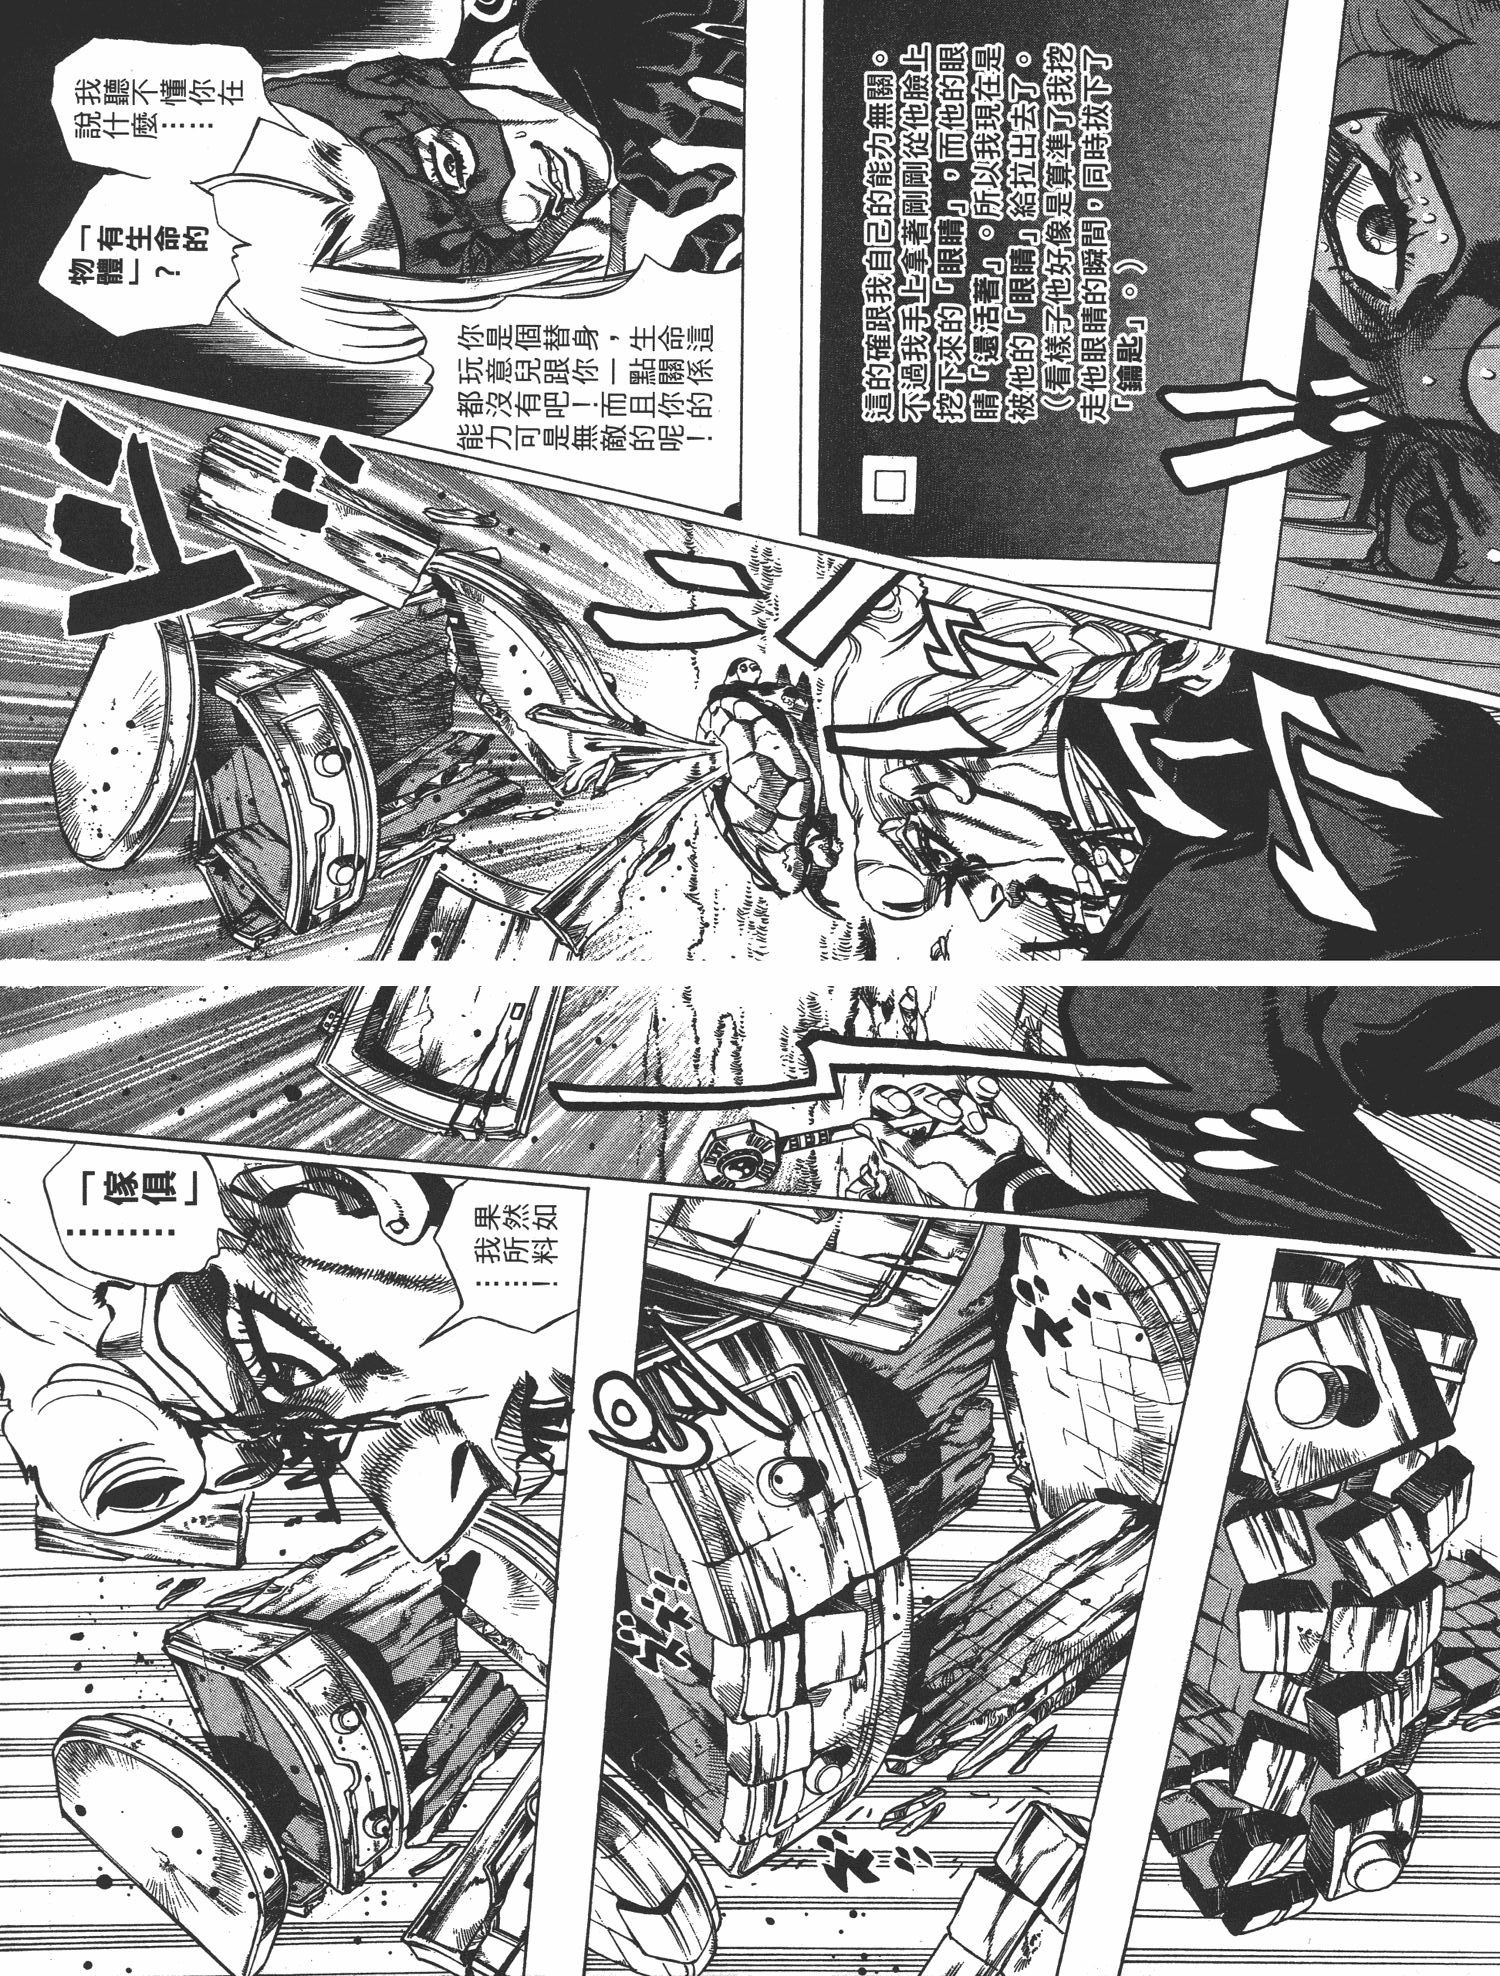 這的確跟我自己的能力無關。
不過我手上拿著剛剛從他臉上
挖下來的「眼睛」，而他的眼
睛「還活著」。所以我現在是
被他的「眼睛」給拉出去了。
（看樣子他好像是算準了我挖
走他眼睛的瞬間，同時拔下了
「鑰匙」。）
你是個替身，生命這
玩意兒跟你一點關係
都沒有吧！而且你的
能力可是無敵的呢！
我聽不懂你在
說什麼……
「有生命的
物體」？
果然如
我所料
……！
「傢俱」
………
ズズ
ズズズ！